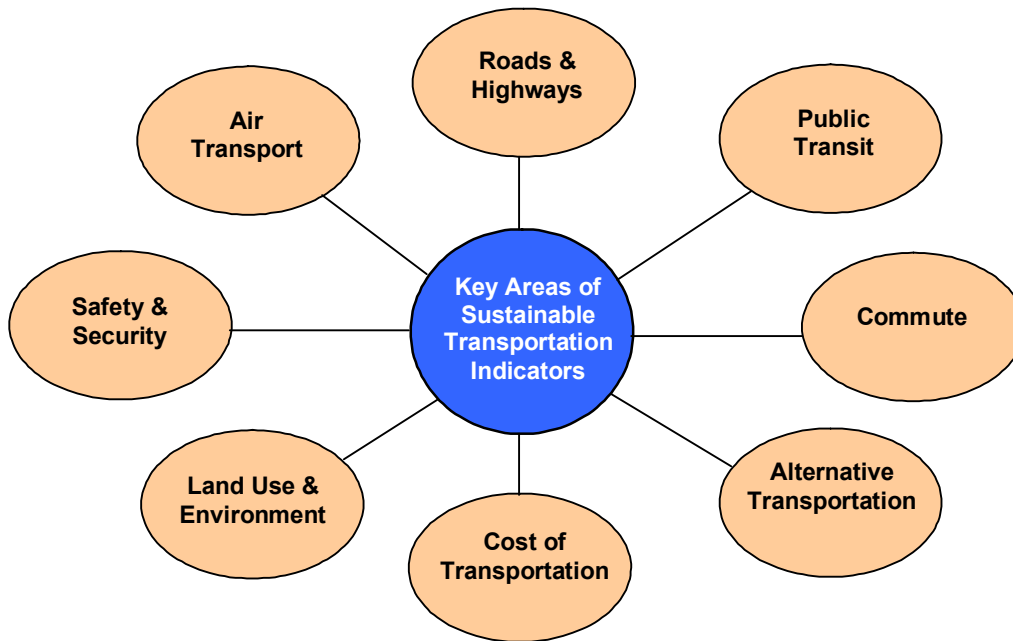 Roads &
Highways
Air
Transport
Public
Transit
Safety &
Security
Key Areas of
Sustainable
Transportation
Indicators
Commute
Land Use &
Environment
Alternative
Transportation
Cost of
Transportation